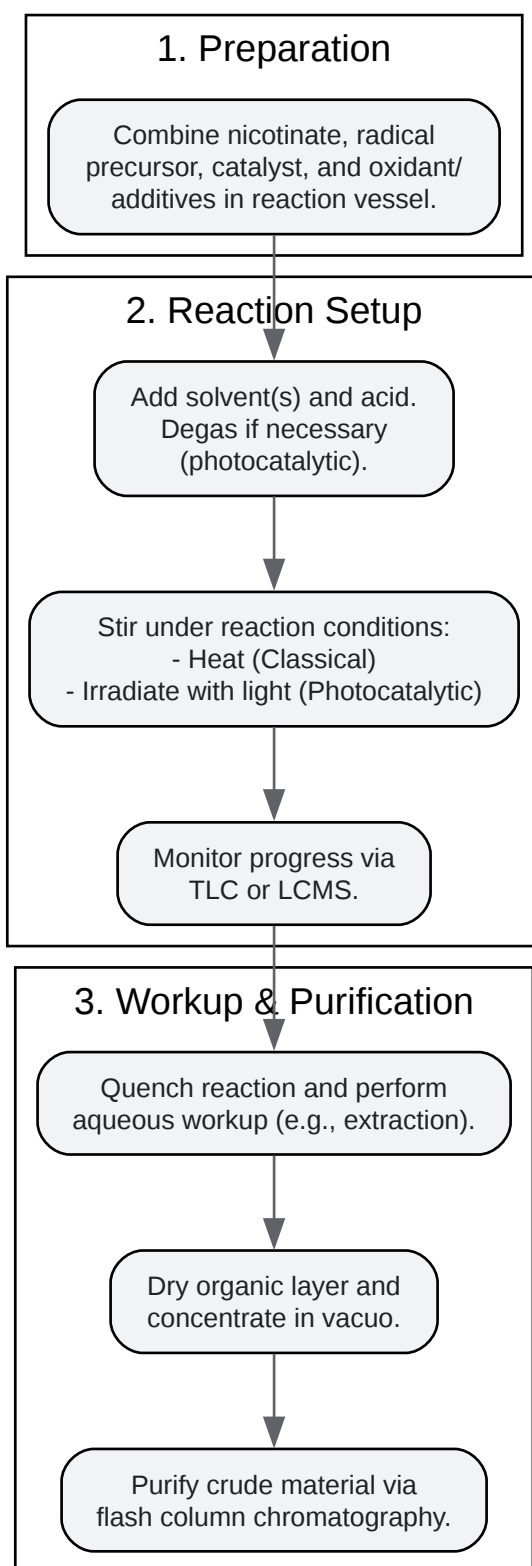 1. Preparation
Combine nicotinate, radical
precursor, catalyst, and oxidant/
additives in reaction vessel.
2. Reaction Setup
Add solvent(s) and acid.
Degas if necessary
(photocatalytic).
Stir under reaction conditions:
- Heat (Classical)
- Irradiate with light (Photocatalytic)
Monitor progress via
TLC or LCMS.
3. Workup & Purification
Quench reaction and perform
aqueous workup (e.g., extraction).
Dry organic layer and
concentrate in vacuo.
Purify crude material via
flash column chromatography.